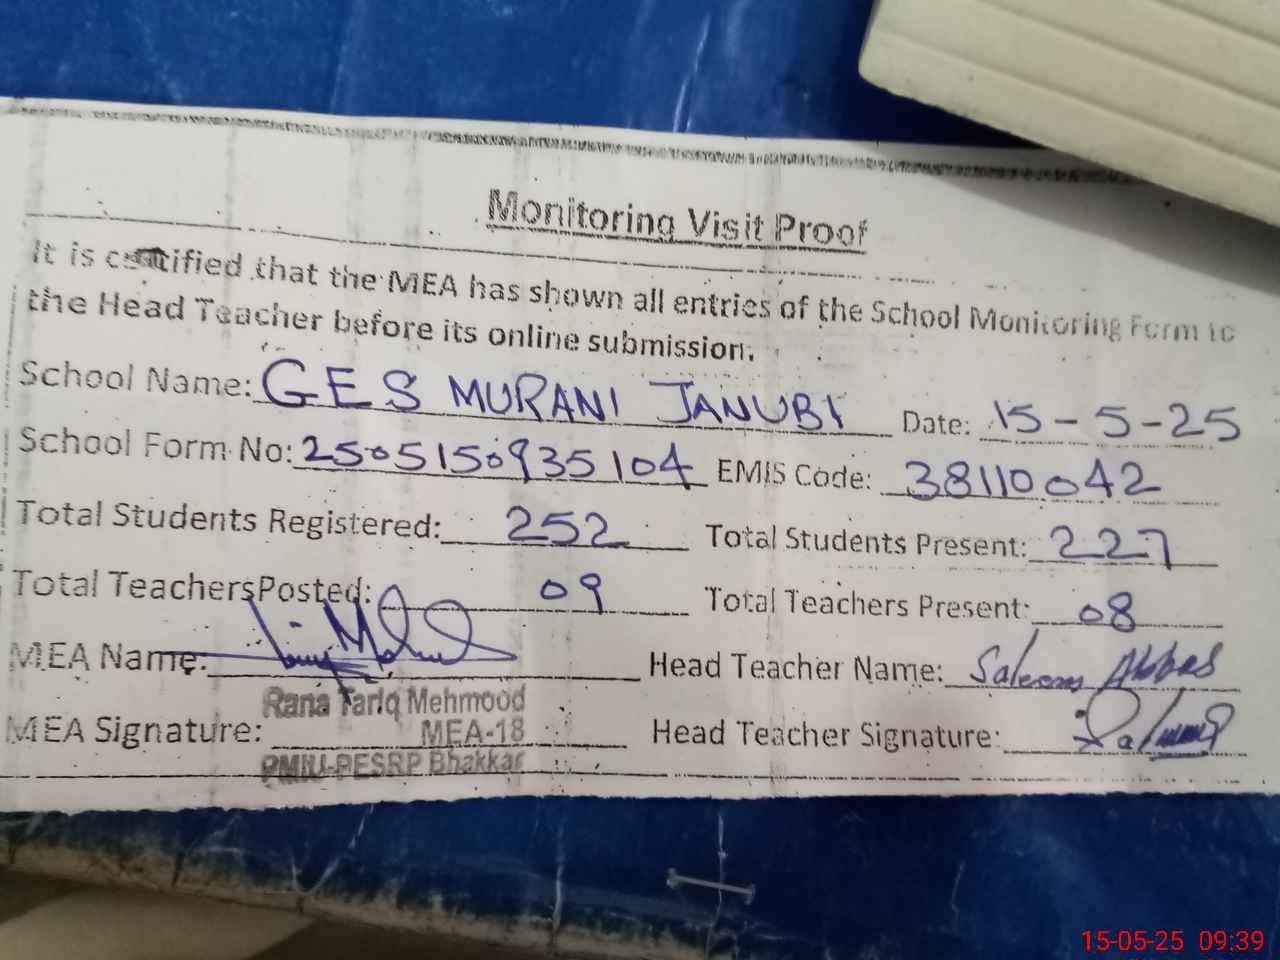 Monitoring Visit Proof
It is certified that the MEA has shown all entries of the School Monitoring Form to
the Head Teacher before its online submission.
School Name: GES MURANI JANUBI Date: 15-5-25
School Form No: 2505150935104 EMIS Code: 38110042
Total Students Registered: 252 Total Students Present: 227
Total TeachersPosted: 09 Total Teachers Present: 08
MEA Name: Head Teacher Name: Saleem Abbas
Rana Tariq Mehmood
MEA Signature: MEA-18 Head Teacher Signature:
PMIU-PESRP Bhakkar
15-05-25 09:39